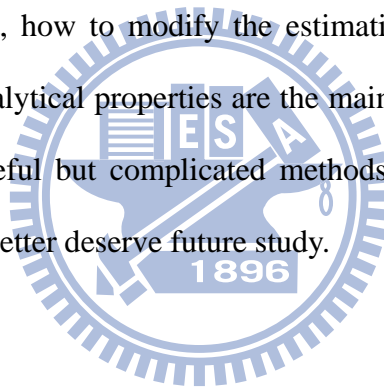 , how to modify the estimati
alytical properties are the main
E S A
eful but complicated methods
etter deserve future study.
1896